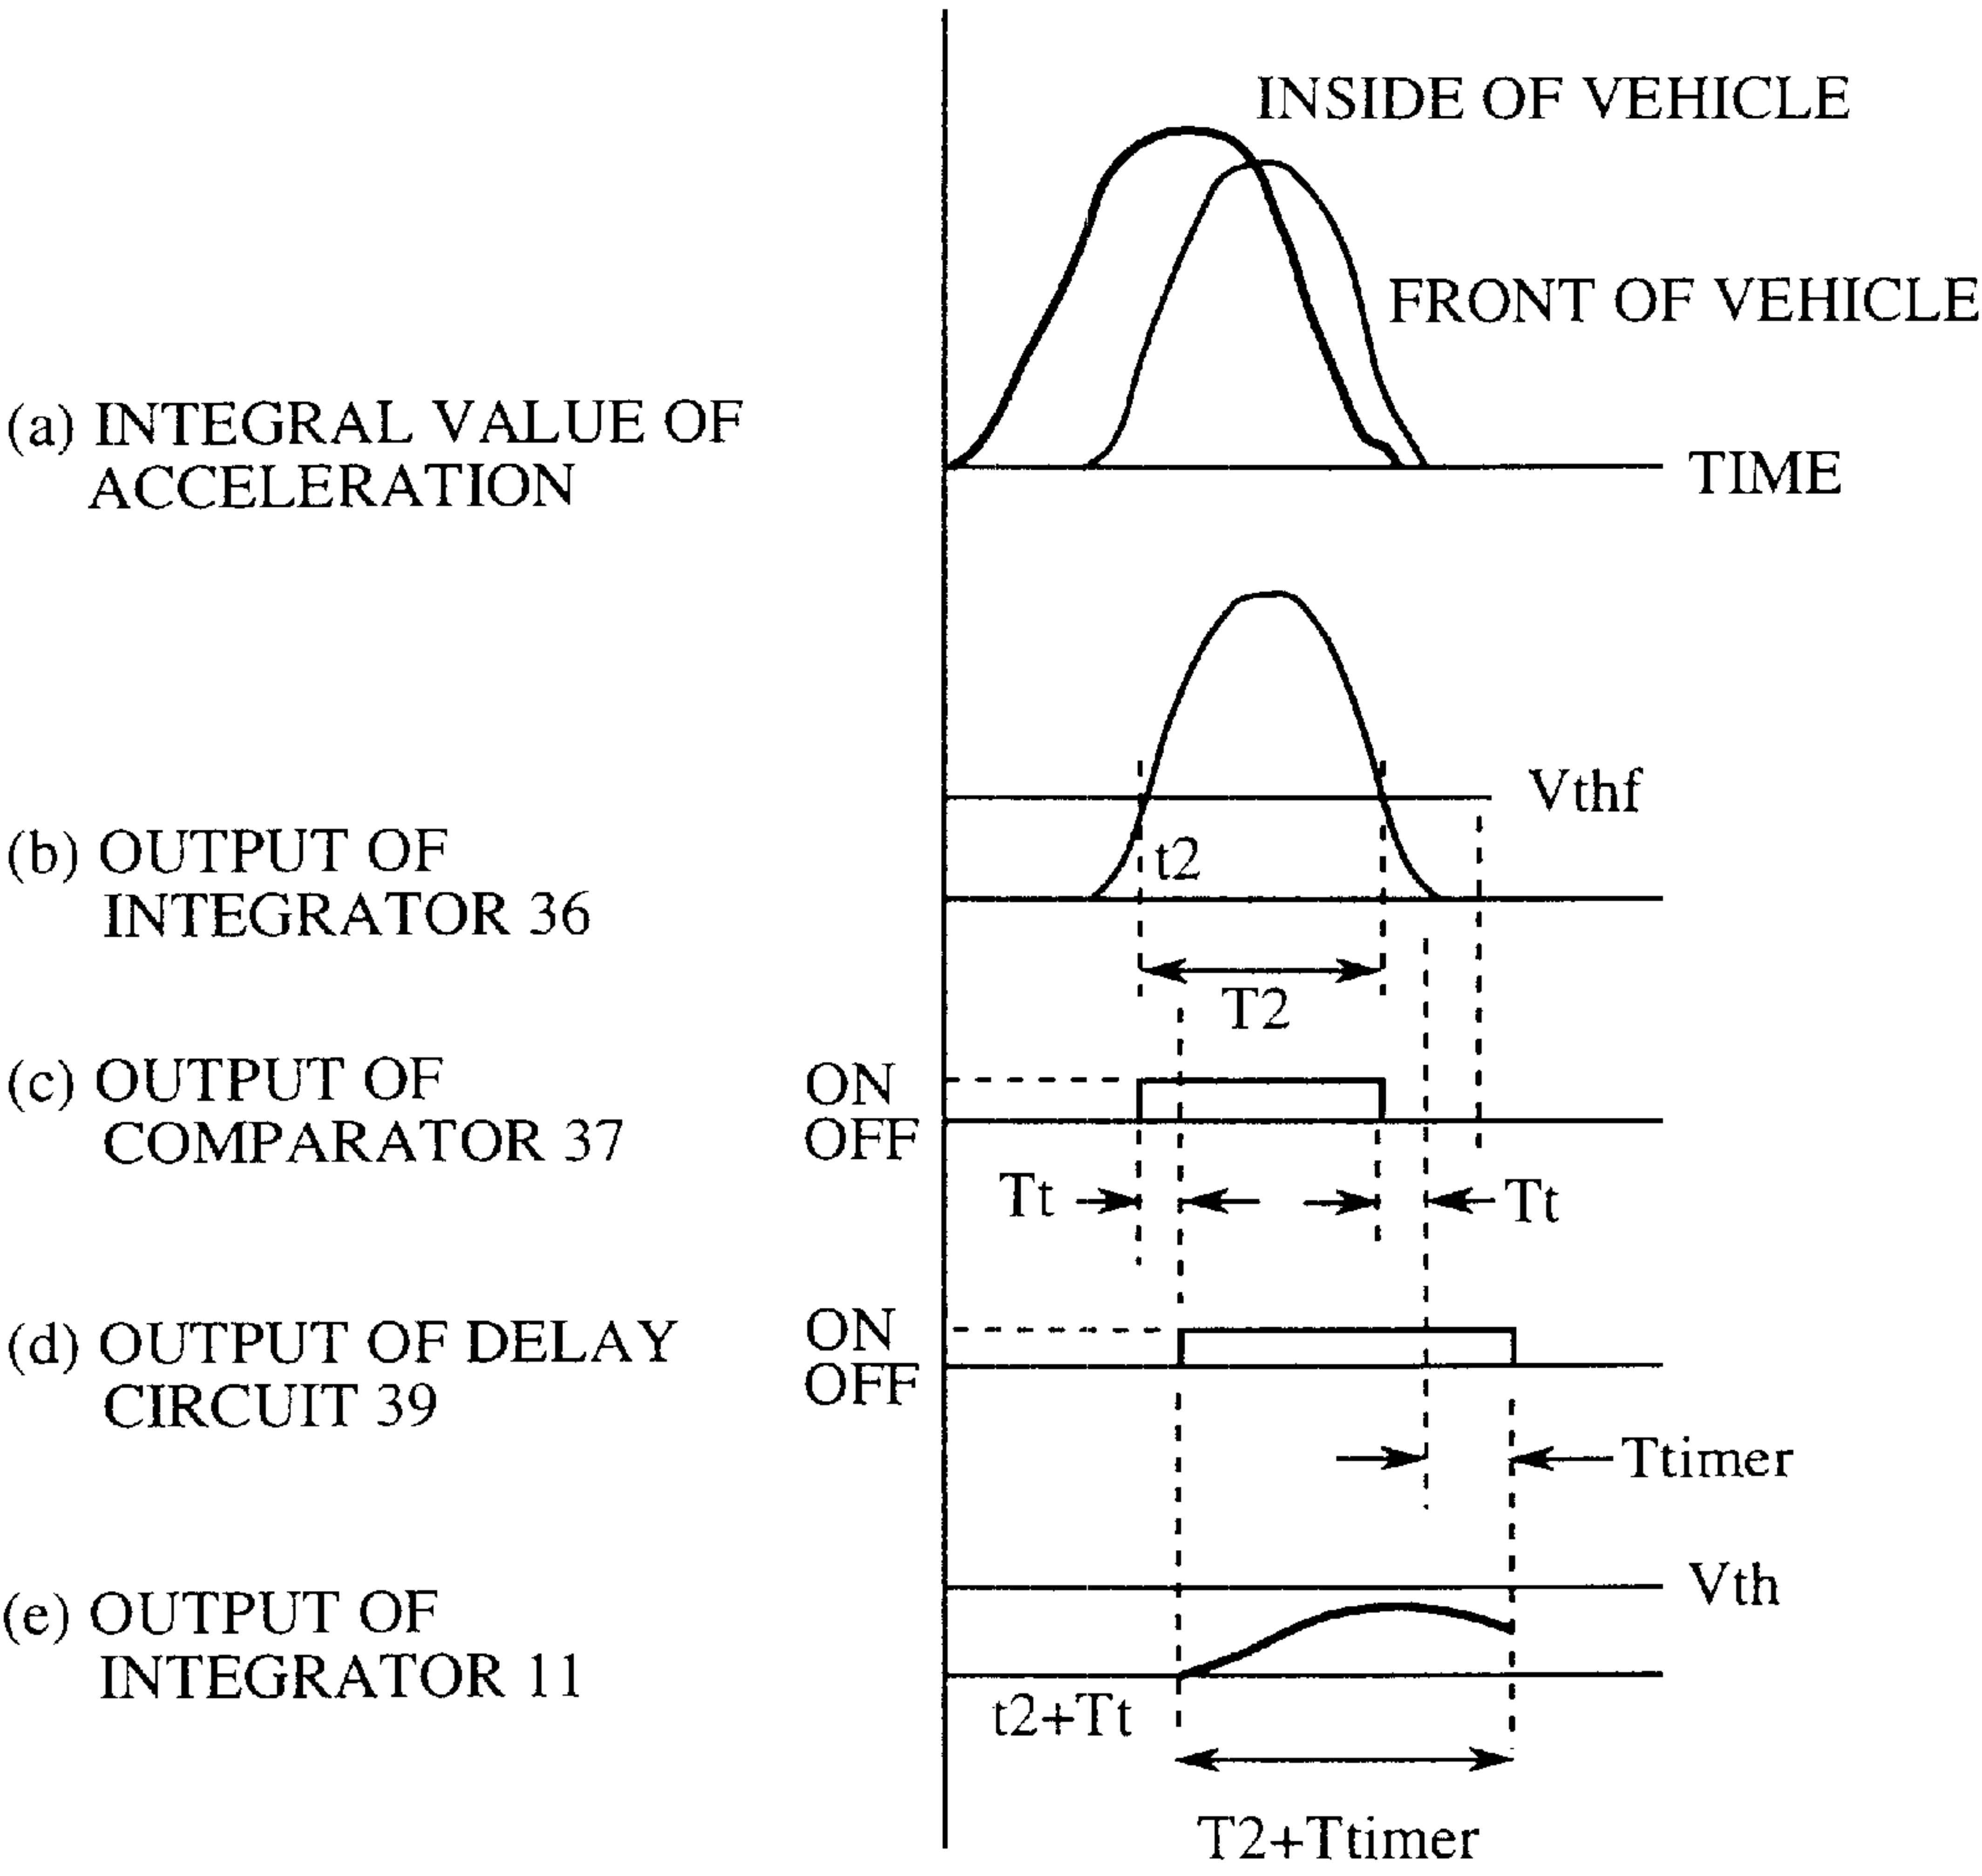 INSIDE OF VEHICLE
FRONT OF VEHICLE
(a) INTEGRAL VALUE OF
ACCELERATION
TIME
Vthf
(b) OUTPUT OF
INTEGRATOR 36
t2
T2
(c) OUTPUT OF
COMPARATOR 37
ON
OFF
Tt
Tt
(d) OUTPUT OF DELAY
CIRCUIT 39
ON
OFF
Ttimer
Vth
(e) OUTPUT OF
INTEGRATOR 11
t2+Tt
T2+Ttimer